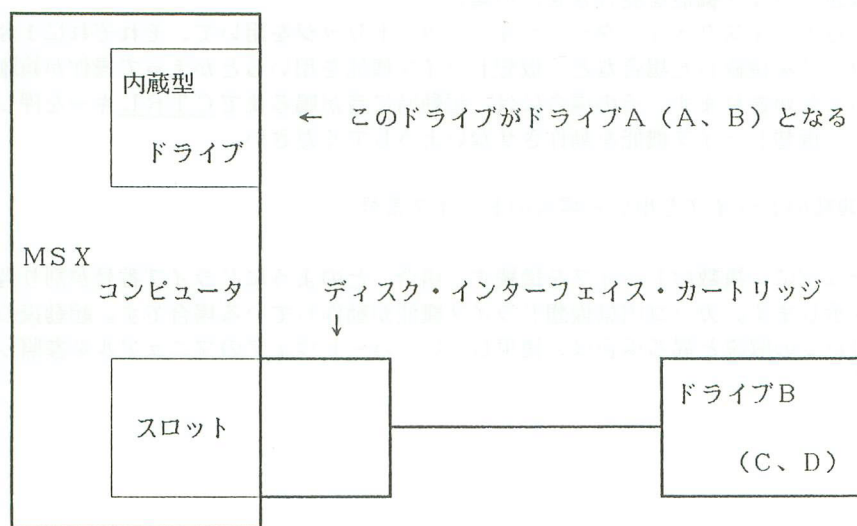 内蔵型
ドライブ
← このドライブがドライブA（A、B）となる
MSX
コンピュータ
ディスク・インターフェイス・カートリッジ
↓
スロット
ドライブB
（C、D）